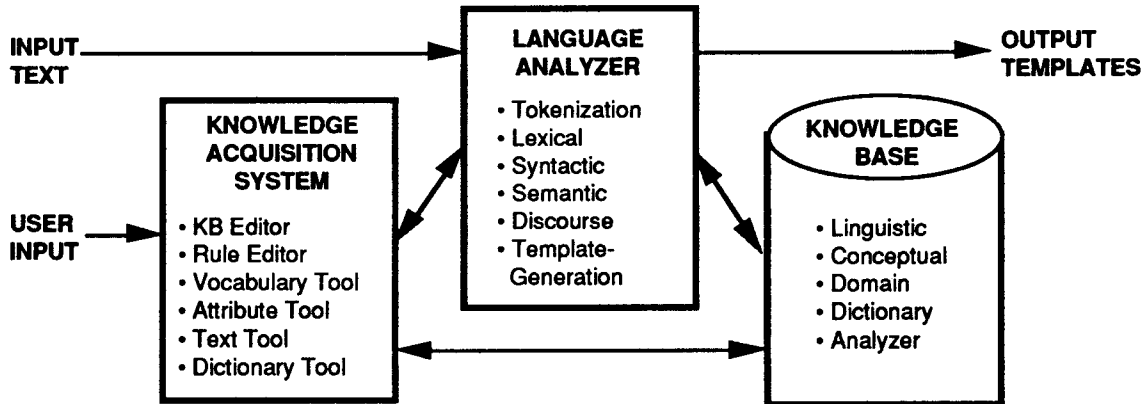 INPUT
TEXT
LANGUAGE
ANALYZER
• Tokenization
• Lexical
• Syntactic
• Semantic
• Discourse
• Template-
Generation
OUTPUT
TEMPLATES
KNOWLEDGE
ACQUISITION
SYSTEM
• KB Editor
• Rule Editor
• Vocabulary Tool
• Attribute Tool
• Text Tool
• Dictionary Tool
USER
INPUT
KNOWLEDGE
BASE
• Linguistic
• Conceptual
• Domain
• Dictionary
• Analyzer